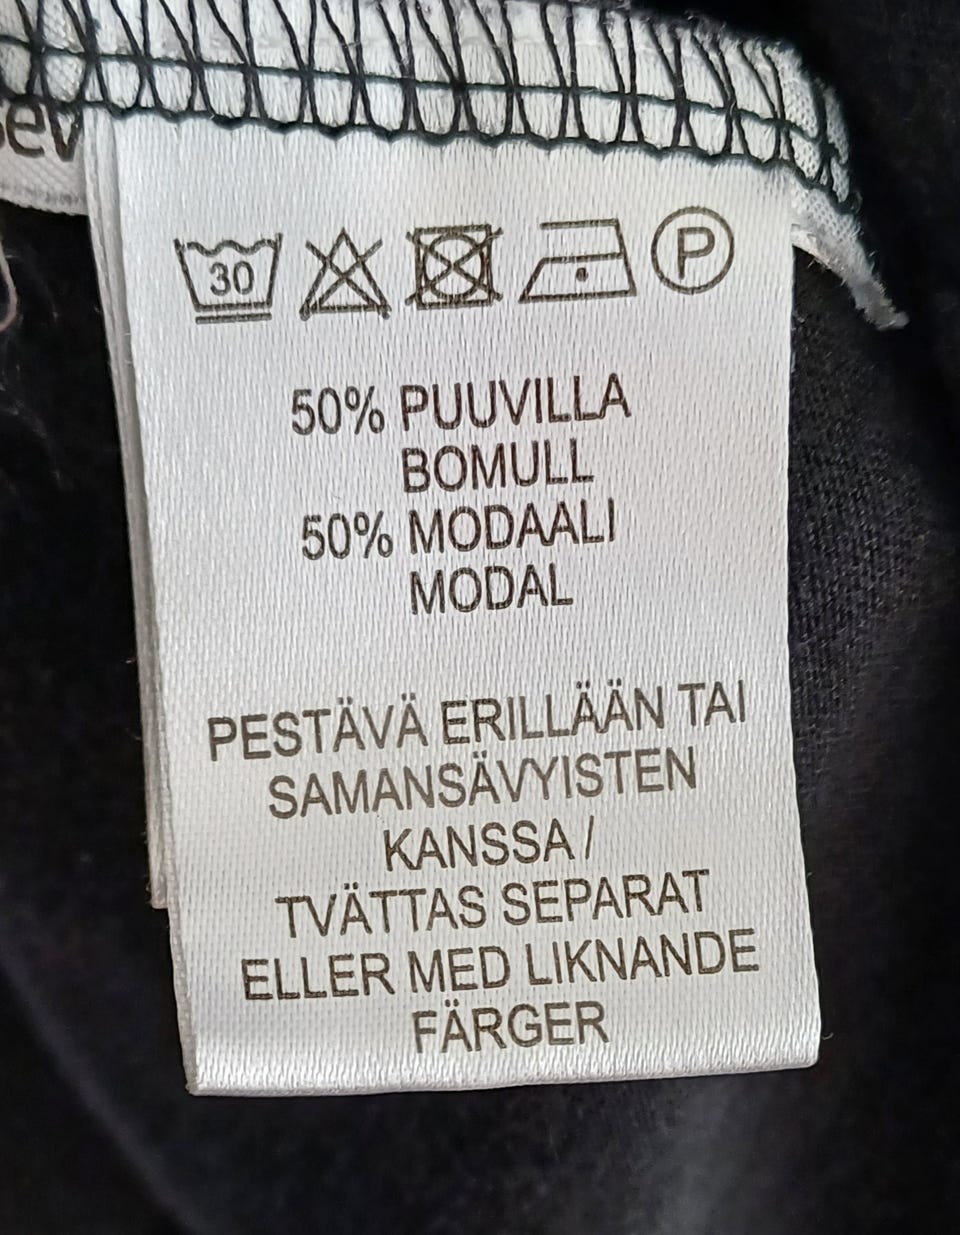 30
P
50% PUUVILLA
BOMULL
50% MODAALI
MODAL
PESTÄVÄ ERILLÄÄN TAI
SAMANSÄVYISTEN
KANSSA /
TVÄTTAS SEPARAT
ELLER MED LIKNANDE
FÄRGER